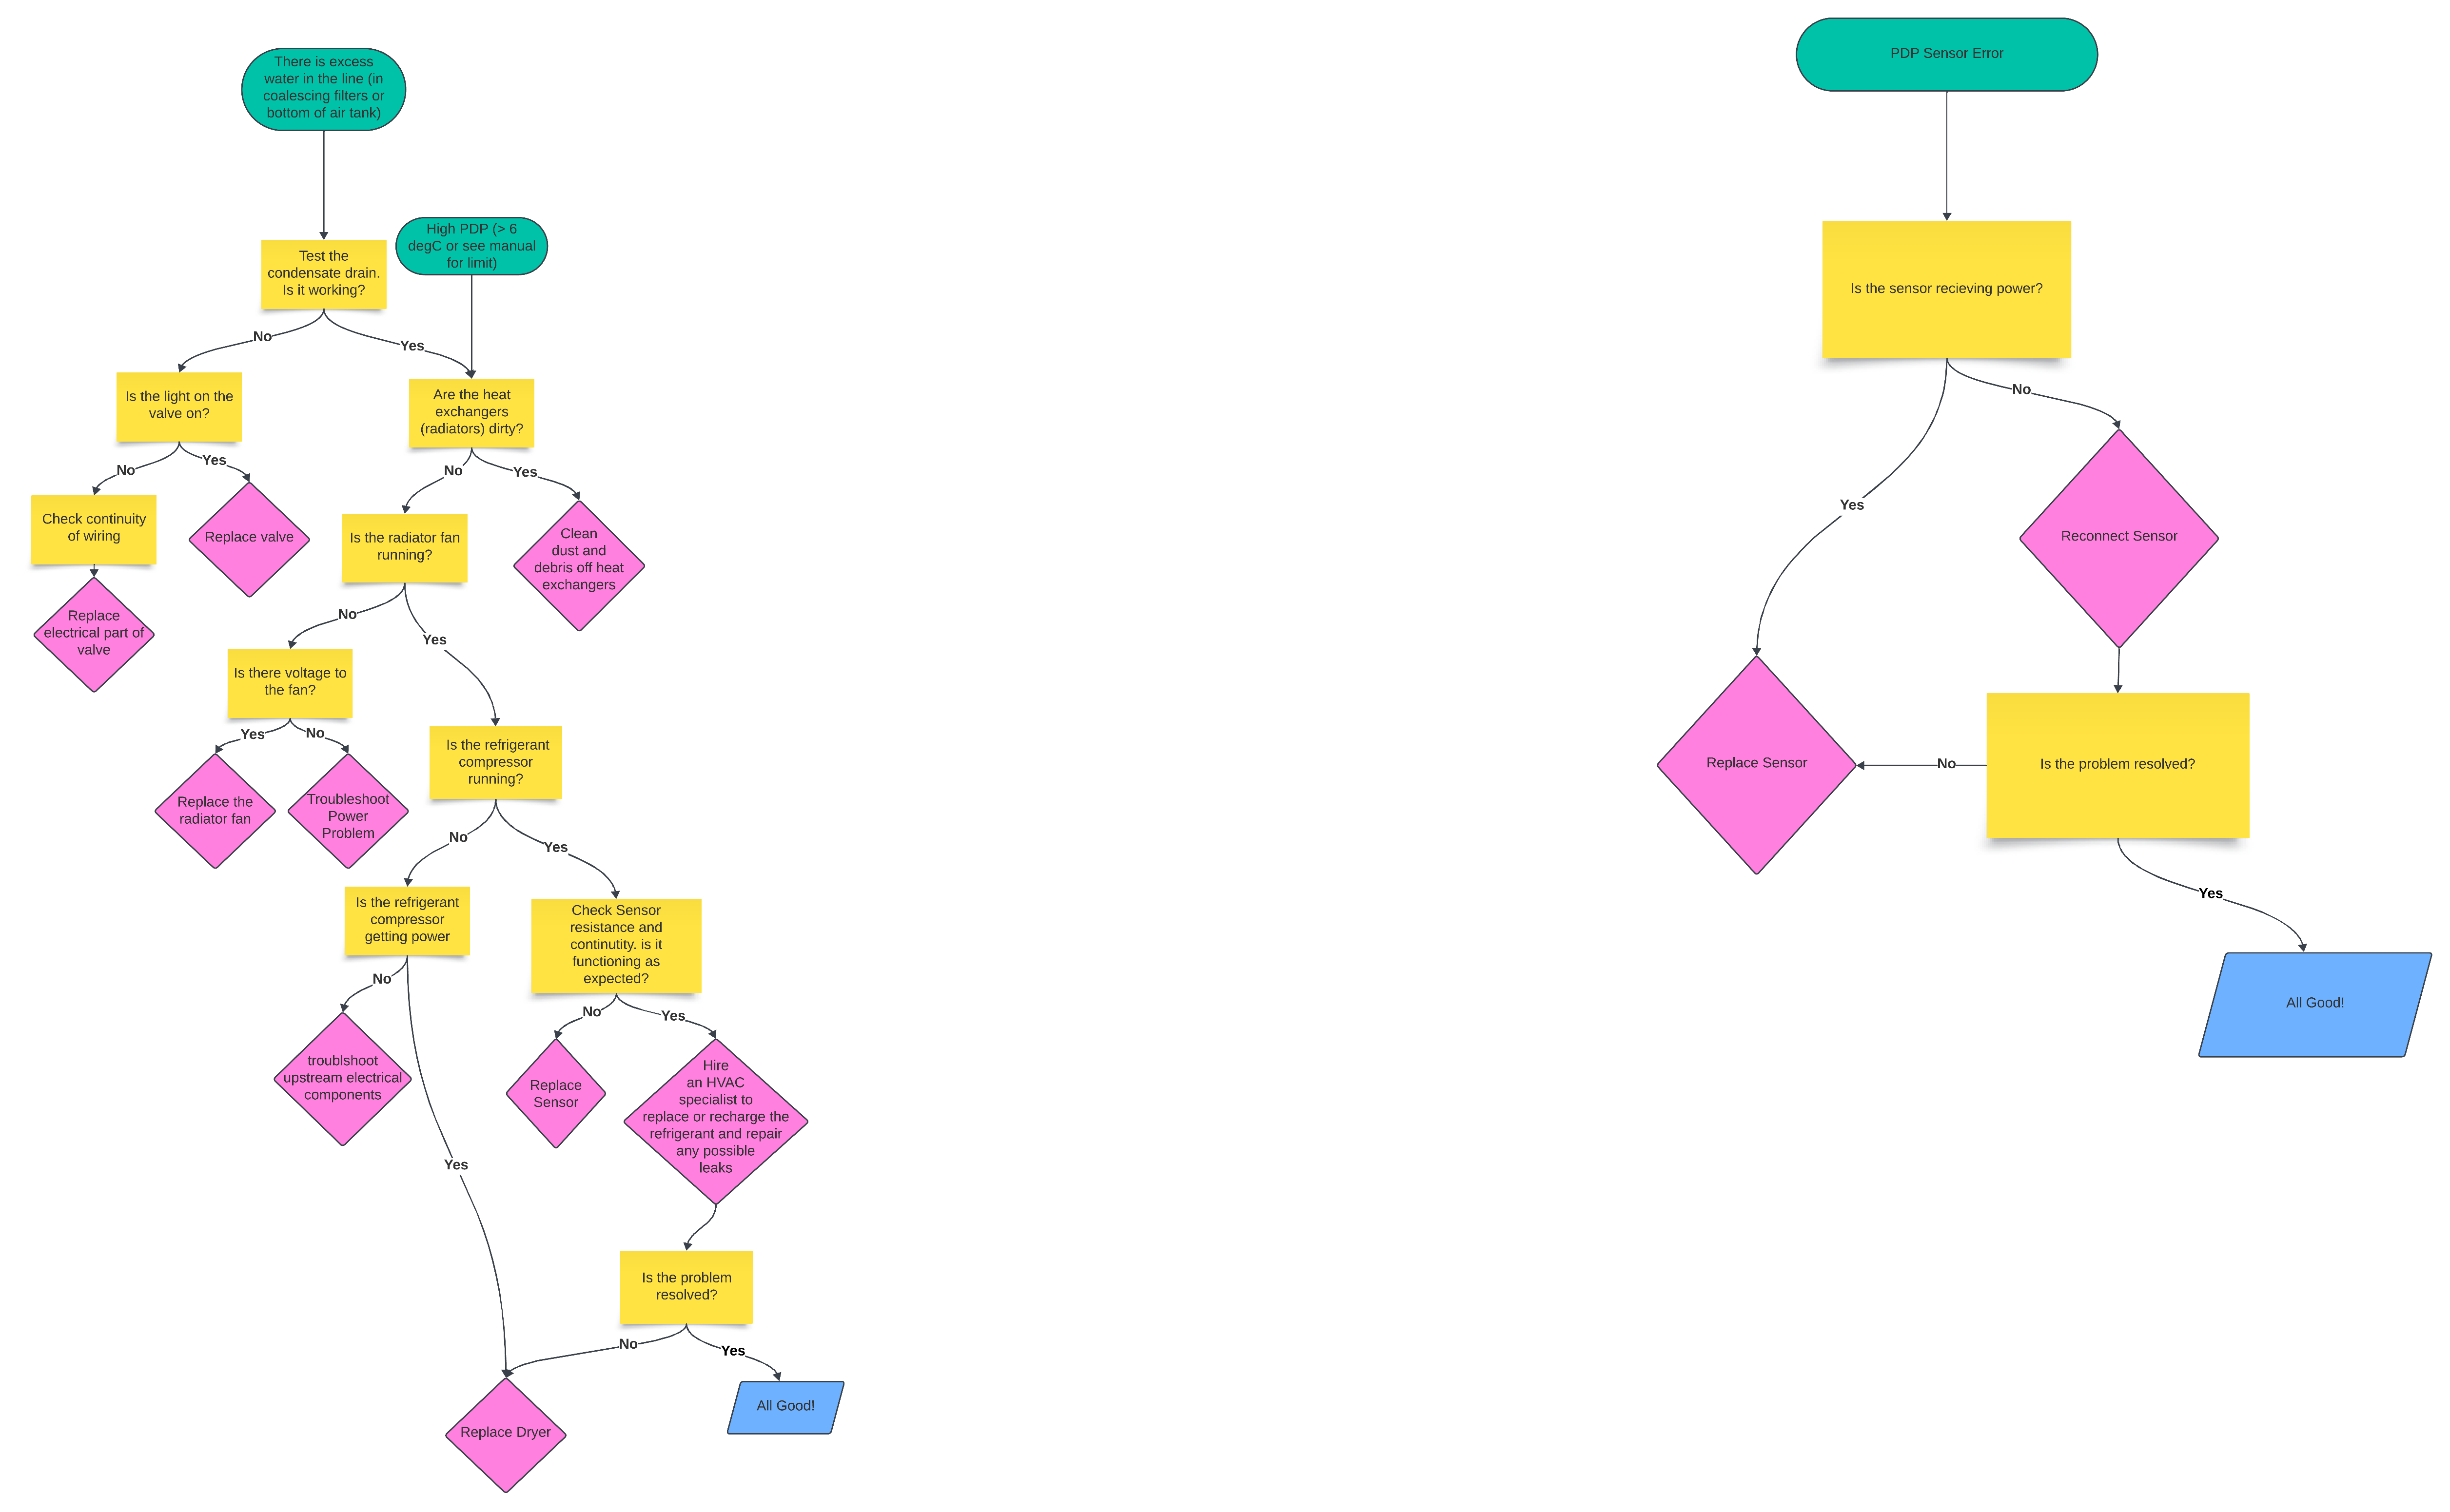 There is excess
water in the line (in
coalescing filters or
bottom of air tank)
Test the
condensate drain.
Is it working?
High PDP (> 6
degC or see manual
for limit)
No
Yes
Is the light on the
valve on?
Are the heat
exchangers
(radiators) dirty?
No
Yes
No
Yes
Check continuity
of wiring
Replace valve
Is the radiator fan
running?
Clean
dust and
debris off heat
exchangers
Replace
electrical part of
valve
No
Yes
Is there voltage to
the fan?
Yes
No
Is the refrigerant
compressor
running?
Replace the
radiator fan
Troubleshoot
Power
Problem
No
Yes
Is the refrigerant
compressor
getting power
Check Sensor
resistance and
continutity. is it
functioning as
expected?
No
No
Yes
troublshoot
upstream electrical
components
Replace
Sensor
Hire
an HVAC
specialist to
replace or recharge the
refrigerant and repair
any possible
leaks
Yes
Is the problem
resolved?
No
Yes
Replace Dryer
All Good!
PDP Sensor Error
Is the sensor recieving power?
No
Yes
Reconnect Sensor
Replace Sensor
No
Is the problem resolved?
Yes
All Good!